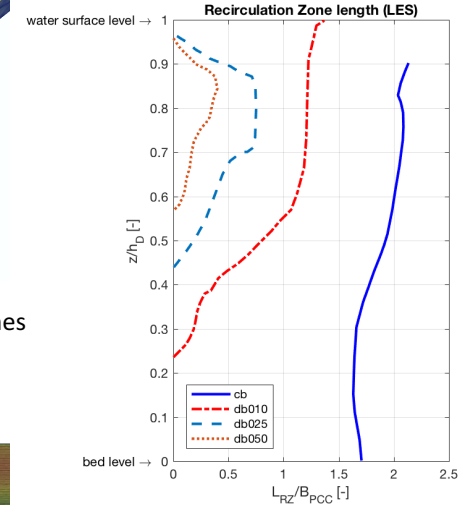 Recirculation Zone length (LES)
water surface level →
1
0.9
0.8
0.7
0.6
z/h_D [-]
0.5
0.4
nes
0.3
0.2
0.1
bed level →
0
cb
db010
db025
db050
0 0.5 1 1.5 2 2.5
L_RZ/B_PCC [-]